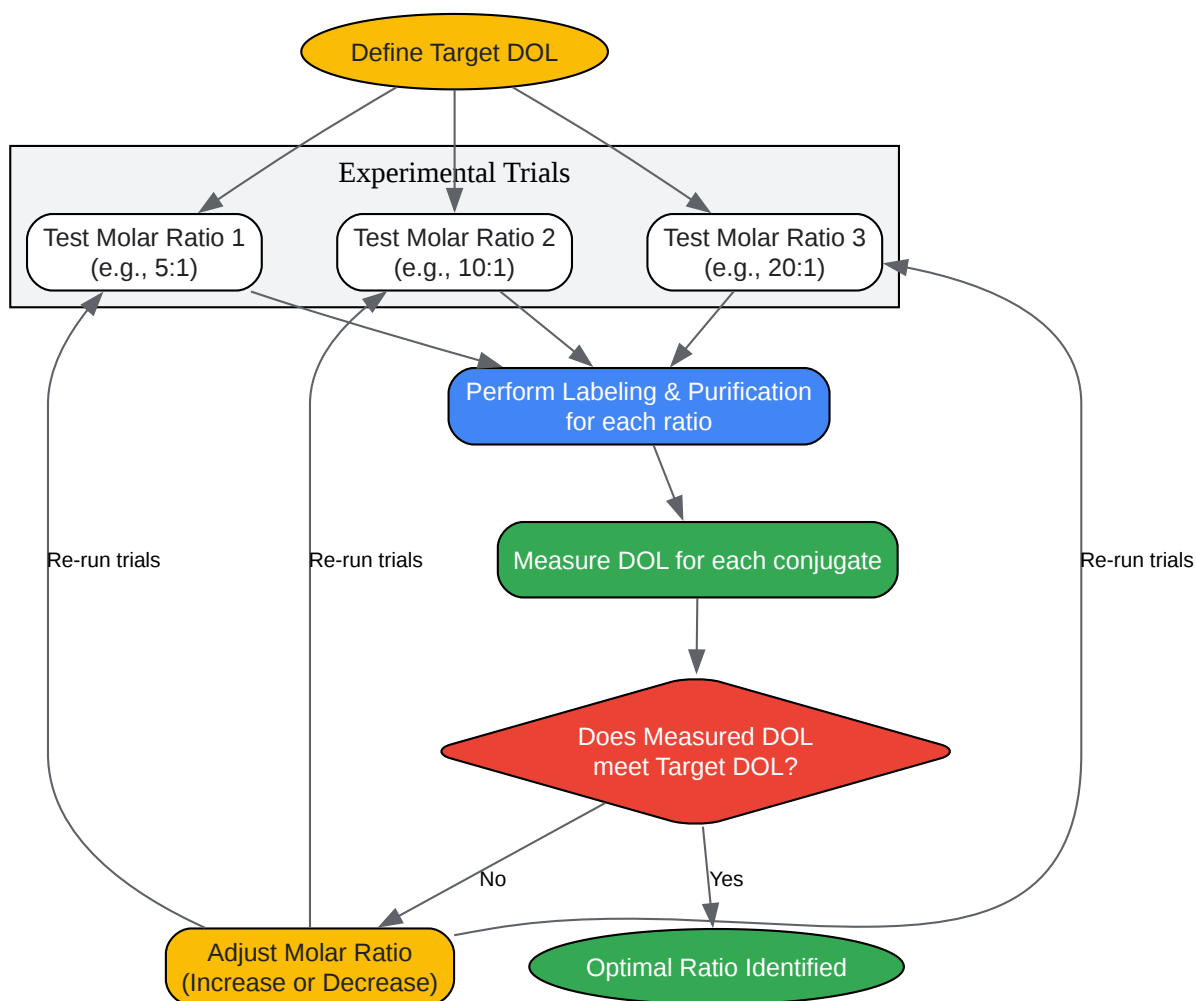 Define Target DOL
Experimental Trials
Test Molar Ratio 1
(e.g., 5:1)
Test Molar Ratio 2
(e.g., 10:1)
Test Molar Ratio 3
(e.g., 20:1)
Perform Labeling & Purification
for each ratio
Measure DOL for each conjugate
Re-run trials
Re-run trials
Re-run trials
Does Measured DOL
meet Target DOL?
No
Yes
Adjust Molar Ratio
(Increase or Decrease)
Optimal Ratio Identified